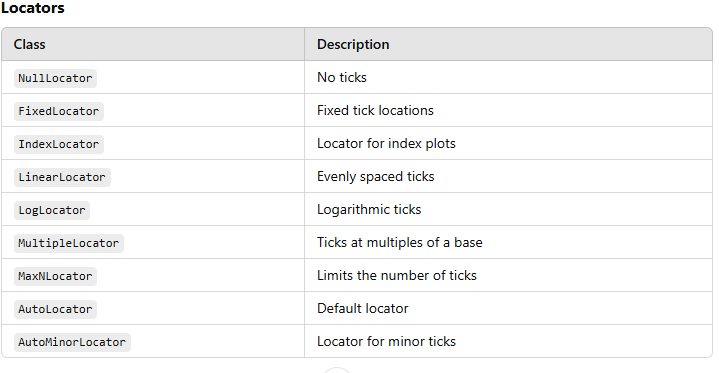 Locators
Class Description
NullLocator No ticks
FixedLocator Fixed tick locations
IndexLocator Locator for index plots
LinearLocator Evenly spaced ticks
LogLocator Logarithmic ticks
MultipleLocator Ticks at multiples of a base
MaxNLocator Limits the number of ticks
AutoLocator Default locator
AutoMinorLocator Locator for minor ticks